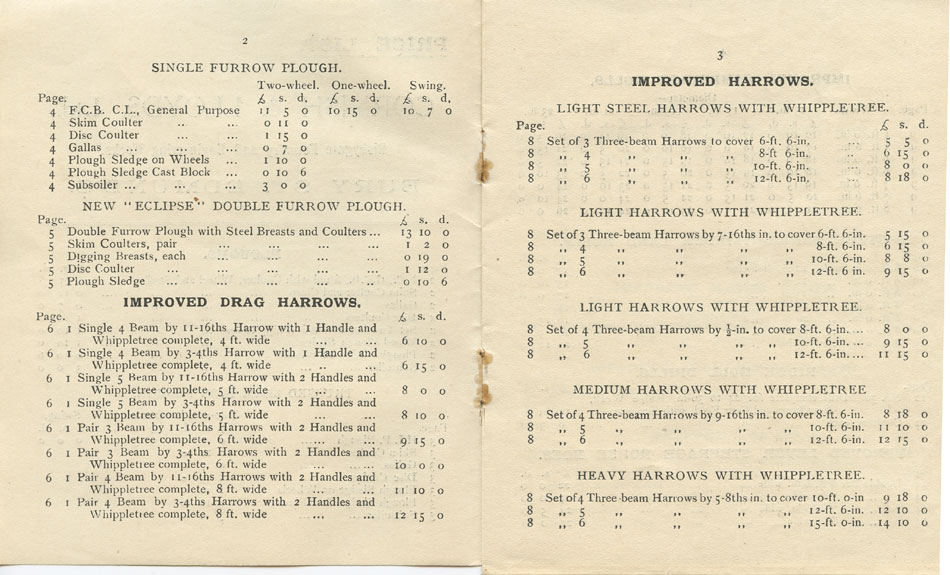 2
SINGLE FURROW PLOUGH.
Two-wheel. One-wheel. Swing.
Page. £ s. d. £ s. d. £ s. d.
4 F.C.B. C.L., General Purpose 11 5 0 10 15 0 10 7 0
4 Skim Coulter ... ... 0 11 0
4 Disc Coulter ... ... 1 15 0
4 Gallas ... ... ... 0 7 0
4 Plough Sledge on Wheels ... 1 10 0
4 Plough Sledge Cast Block ... 0 10 6
4 Subsoiler ... ... ... 3 0 0
NEW "ECLIPSE" DOUBLE FURROW PLOUGH.
Page. £ s. d.
5 Double Furrow Plough with Steel Breasts and Coulters ... 13 10 0
5 Skim Coulters, pair ... ... ... ... 1 2 0
5 Digging Breasts, each ... ... ... ... 0 19 0
5 Disc Coulter ... ... ... ... ... 1 12 0
5 Plough Sledge ... ... ... ... ... 0 10 6
IMPROVED DRAG HARROWS.
Page. £ s. d.
6 1 Single 4 Beam by 11-16ths Harrow with 1 Handle and
Whippletree complete, 4 ft. wide ... ... 6 10 0
6 1 Single 4 Beam by 3-4ths Harrow with 1 Handle and
Whippletree complete, 4 ft. wide .. ... 6 15 0
6 1 Single 5 Beam by 11-16ths Harrow with 2 Handles and
Whippletree complete, 5 ft. wide ... ... 8 0 0
6 1 Single 5 Beam by 3-4ths Harrow with 2 Handles and
Whippletree complete, 5 ft. wide ... ... 8 10 0
6 1 Pair 3 Beam by 11-16ths Harrows with 2 Handles and
Whippletree complete, 6 ft. wide ... ... 9 15 0
6 1 Pair 3 Beam by 3-4ths Harows with 2 Handles and
Whippletree complete, 6 ft. wide ... ... 10 0 0
6 1 Pair 4 Beam by 11-16ths Harrows with 2 Handles and
Whippletree complete, 8 ft. wide ... ... 11 10 0
6 1 Pair 4 Beam by 3-4ths Harrows with 2 Handles and
Whippletree complete, 8 ft. wide ... ... 12 15 0
3
IMPROVED HARROWS.
LIGHT STEEL HARROWS WITH WHIPPLETREE.
Page. £ s. d.
8 Set of 3 Three-beam Harrows to cover 6-ft. 6-in. ... 5 5 0
8 ,, 4 ,, ,, ,, 8-ft. 6-in. ... 6 15 0
8 ,, 5 ,, ,, ,, 10-ft. 6-in. ... 8 0 0
8 ,, 6 ,, ,, ,, 12-ft. 6-in. ... 8 18 0
LIGHT HARROWS WITH WHIPPLETREE.
8 Set of 3 Three-beam Harrows by 7-16ths in. to cover 6-ft. 6-in. 5 15 0
8 ,, 4 ,, ,, ,, ,, 8-ft. 6-in. 6 15 0
8 ,, 5 ,, ,, ,, ,, 10-ft. 6-in. 8 8 0
8 ,, 6 ,, ,, ,, ,, 12-ft. 6 in. 9 15 0
LIGHT HARROWS WITH WHIPPLETREE.
8 Set of 4 Three-beam Harrows by ½-in. to cover 8-ft. 6-in. ... 8 0 0
8 ,, 5 ,, ,, ,, ,, 10-ft. 6-in. ... 9 15 0
8 ,, 6 ,, ,, ,, ,, 12-ft. 6-in. ... 11 15 0
MEDIUM HARROWS WITH WHIPPLETREE
8 Set of 4 Three-beam Harrows by 9-16ths in. to cover 8-ft. 6-in. 8 18 0
8 ,, 5 ,, ,, ,, ,, 10-ft. 6-in. 11 10 0
8 ,, 6 ,, ,, ,, ,, 12-ft. 6-in. 12 15 0
HEAVY HARROWS WITH WHIPPLETREE.
8 Set of 4 Three-beam Harrows by 5-8ths in. to cover 10-ft. 0-in 9 18 0
8 ,, 5 ,, ,, ,, ,, 12-ft. 0-in. 12 10 0
8 ,, 6 ,, ,, ,, ,, 15-ft. 0-in. 14 10 0